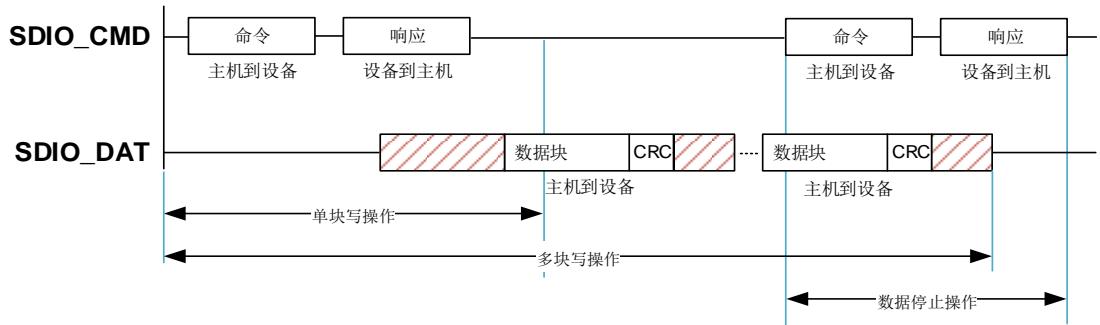 SDIO_CMD
命令
响应
命令
响应
主机到设备
设备到主机
主机到设备
设备到主机
SDIO_DAT
数据块
CRC
数据块
CRC
主机到设备
主机到设备
单块写操作
多块写操作
数据停止操作